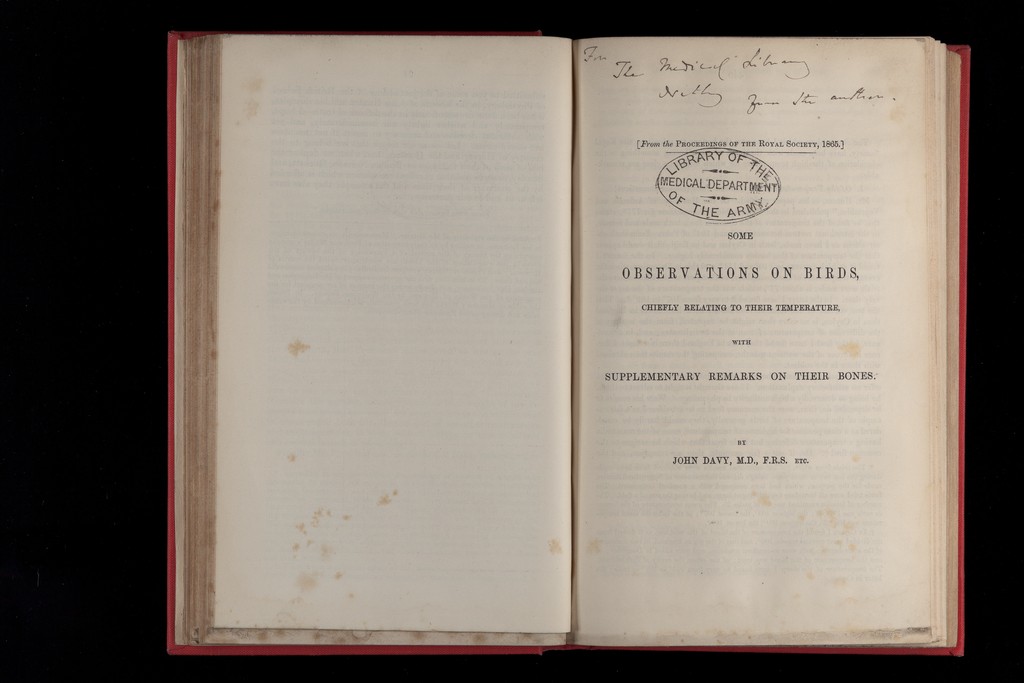 For The Medical Library
Netley from the author.
[From the PROCEEDINGS OF THE ROYAL SOCIETY, 1865.]
LIBRARY OF THE
MEDICAL DEPARTMENT
OF THE ARMY.
SOME
OBSERVATIONS ON BIRDS,
CHIEFLY RELATING TO THEIR TEMPERATURE,
WITH
SUPPLEMENTARY REMARKS ON THEIR BONES.
BY
JOHN DAVY, M.D., F.R.S. ETC.